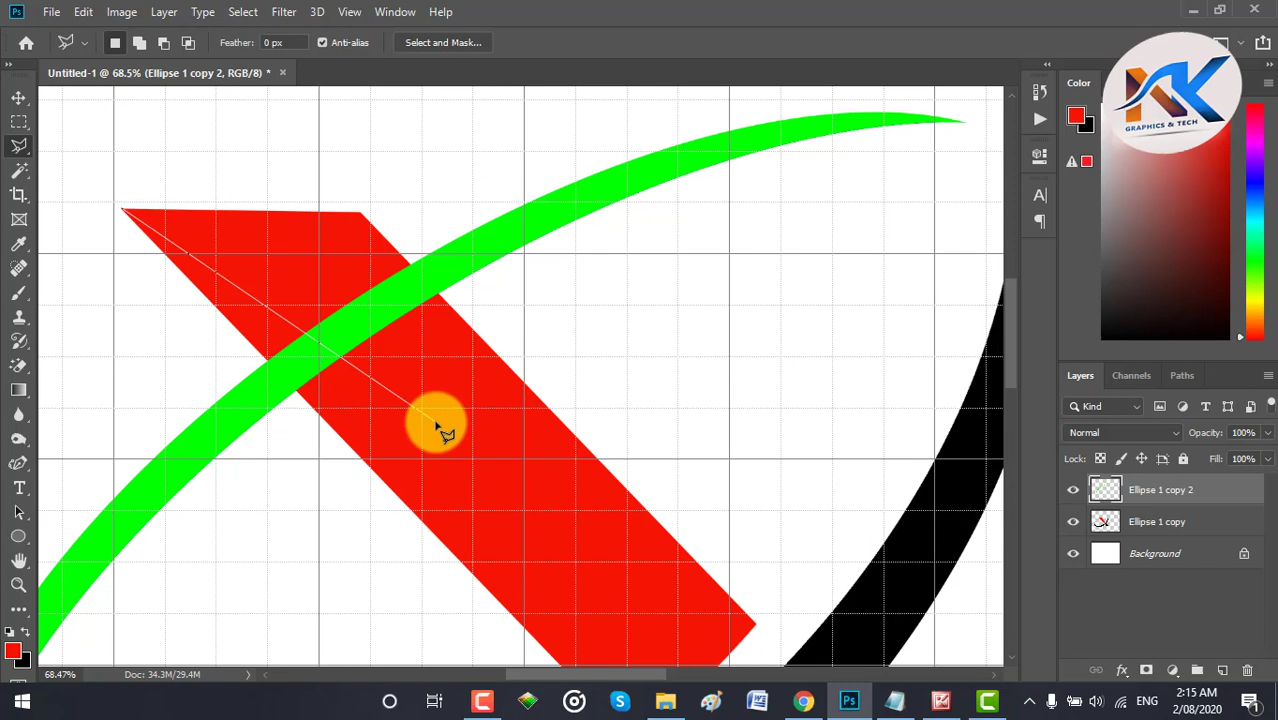 Ps File Edit Image Layer Type Select Filter 3D View Window Help
Feather: 0 px Anti-alias Select and Mask...
Untitled-1 @ 68.5% (Ellipse 1 copy 2, RGB/8) *
Color
GRAPHICS & TECH
Layers Channels Paths
Kind
Normal Opacity: 100%
Lock: Fill: 100%
Ellipse 1 copy 2
Ellipse 1 copy
Background
68.47% Doc: 34.3M/29.4M
ENG 2:15 AM
2/08/2020